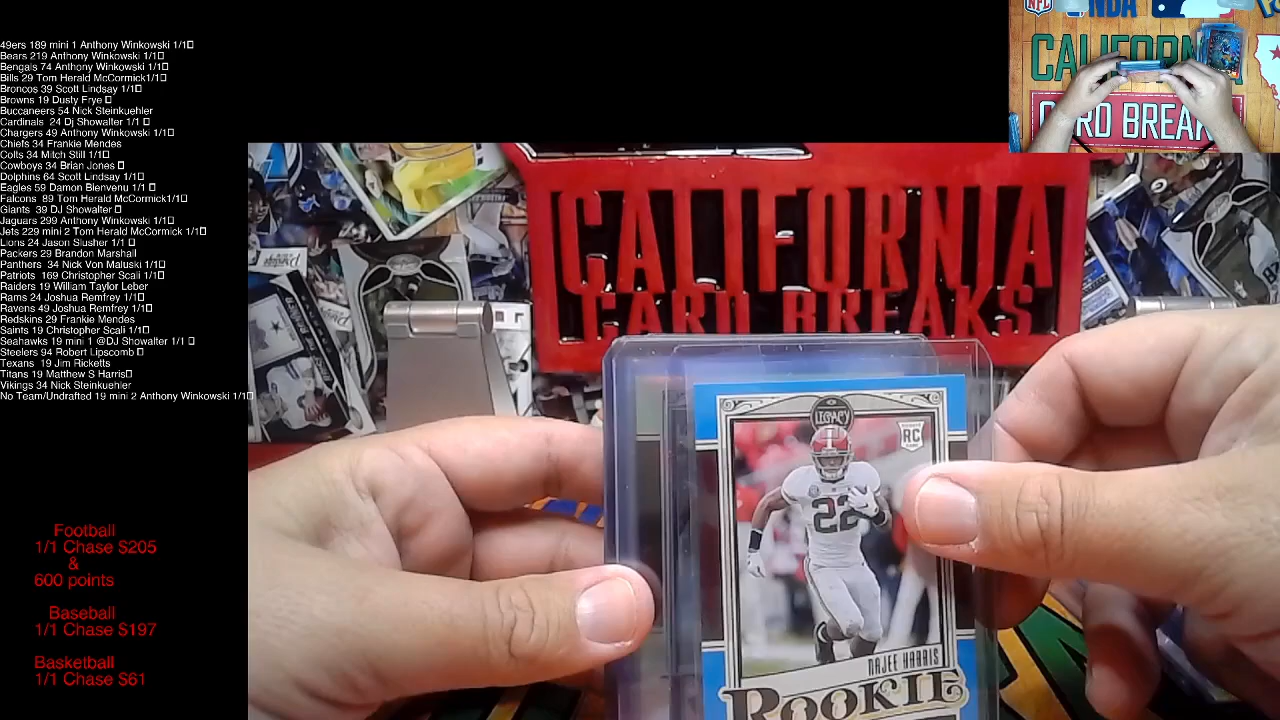 49ers 189 mini 1 Anthony Winkowski 1/1
Bears 219 Anthony Winkowski 1/1
Bengals 74 Anthony Winkowski 1/1
Bills 29 Tom Herald McCormick1/1
Broncos 39 Scott Lindsay 1/1
Browns 19 Dusty Frye
Buccaneers 54 Nick Steinkuehler
Cardinals 24 Dj Showalter 1/1
Chargers 49 Anthony Winkowski 1/1
Chiefs 34 Frankie Mendes
Colts 34 Mitch Still 1/1
Cowboys 34 Brian Jones
Dolphins 64 Scott Lindsay 1/1
Eagles 59 Damon Bienvenu 1/1
Falcons 89 Tom Herald McCormick1/1
Giants 39 DJ Showalter
Jaguars 299 Anthony Winkowski 1/1
Jets 229 mini 2 Tom Herald McCormick 1/1
Lions 24 Jason Slusher 1/1
Packers 29 Brandon Marshall
Panthers 34 Nick Von Maluski 1/1
Patriots 169 Christopher Scali 1/1
Raiders 19 William Taylor Leber
Rams 24 Joshua Remfrey 1/1
Ravens 49 Joshua Remfrey 1/1
Redskins 29 Frankie Mendes
Saints 19 Christopher Scali 1/1
Seahawks 19 mini 1 @DJ Showalter 1/1
Steelers 94 Robert Lipscomb
Texans 19 Jim Ricketts
Titans 19 Matthew S Harris
Vikings 34 Nick Steinkuehler
No Team/Undrafted 19 mini 2 Anthony Winkowski 1/1
Football
1/1 Chase $205
&
600 points
Baseball
1/1 Chase $197
Basketball
1/1 Chase $61
NFL NBA
CALIFORN
CARD BREAK
CALIFORNIA
CARD BREAKS
LEGACY
RC
22
NAJEE HARRIS
ROOKIE